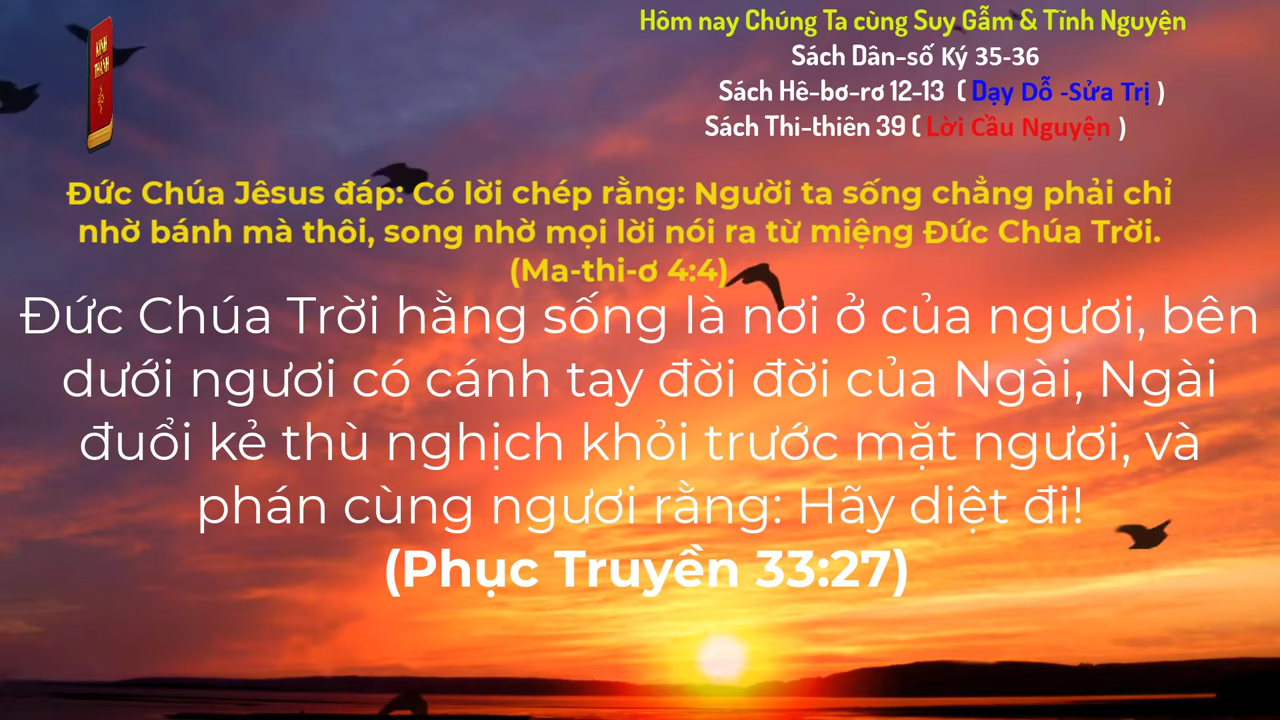 KINH
THÁNH
Hôm nay Chúng Ta cùng Suy Gẫm & Tĩnh Nguyện
Sách Dân-số Ký 35-36
Sách Hê-bơ-rơ 12-13 ( Dạy Dỗ -Sửa Trị )
Sách Thi-thiên 39 ( Lời Cầu Nguyện )
Đức Chúa Jêsus đáp: Có lời chép rằng: Người ta sống chẳng phải chỉ
nhờ bánh mà thôi, song nhờ mọi lời nói ra từ miệng Đức Chúa Trời.
(Ma-thi-ơ 4:4)
Đức Chúa Trời hằng sống là nơi ở của ngươi, bên
dưới ngươi có cánh tay đời đời của Ngài, Ngài
đuổi kẻ thù nghịch khỏi trước mặt ngươi, và
phán cùng ngươi rằng: Hãy diệt đi!
(Phục Truyền 33:27)